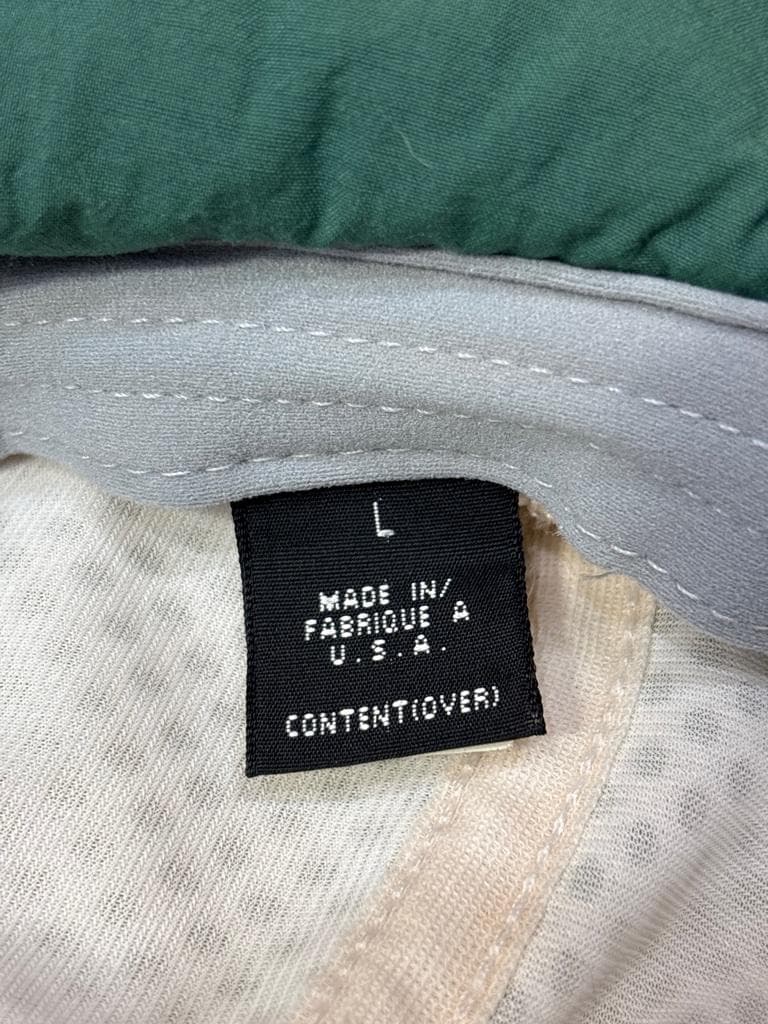 L
MADE IN/
FABRIQUE A
U.S.A.
CONTENT(OVER)